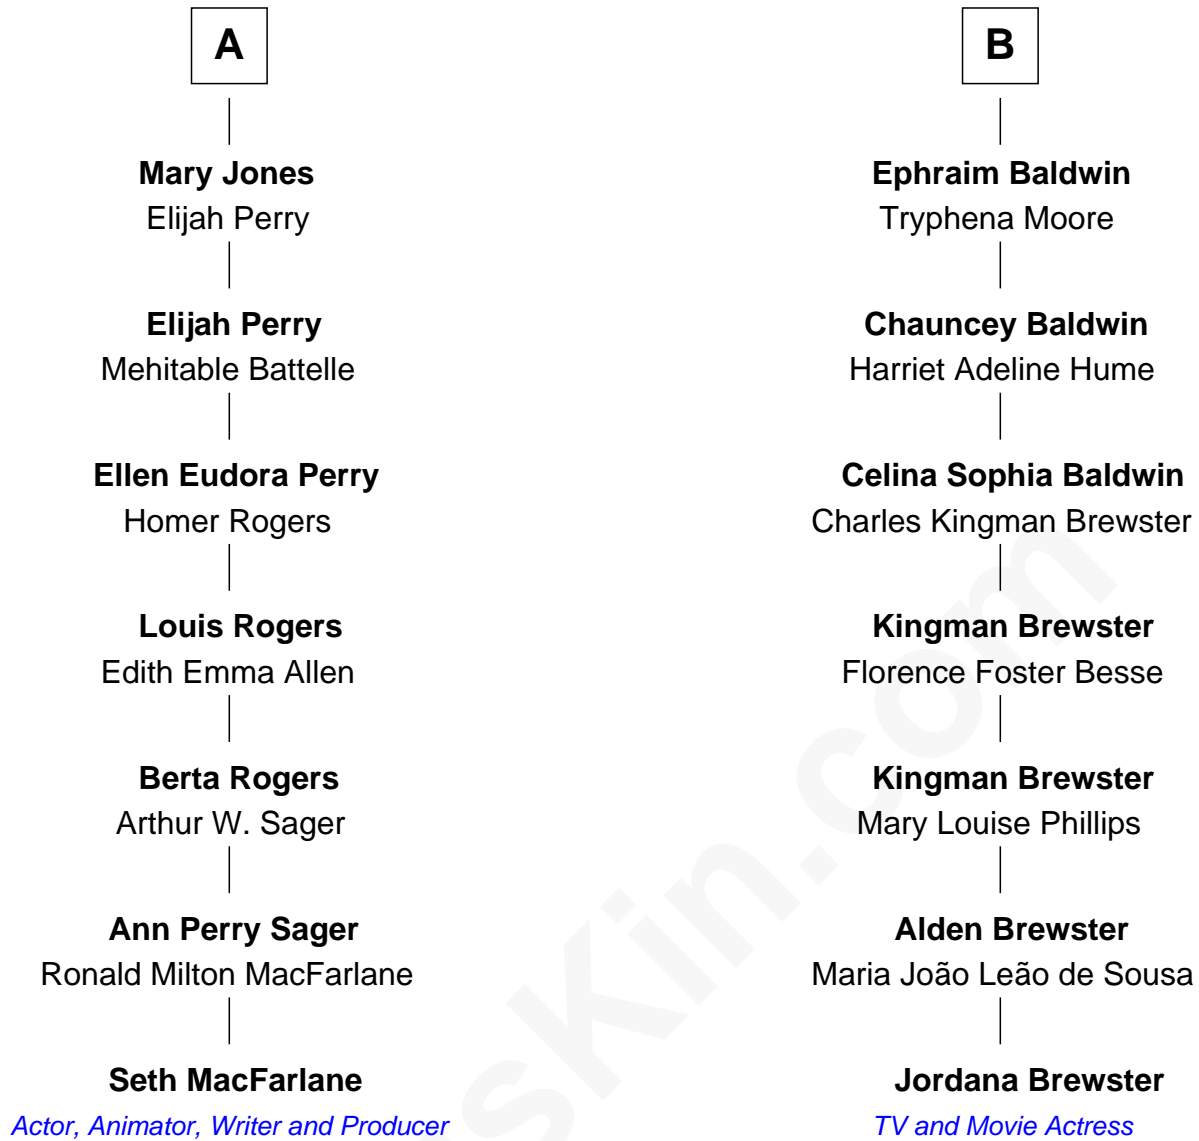 A
Mary Jones
Elijah Perry
Elijah Perry
Mehitable Battelle
Ellen Eudora Perry
Homer Rogers
Louis Rogers
Edith Emma Allen
Berta Rogers
Arthur W. Sager
Ann Perry Sager
Ronald Milton MacFarlane
Seth MacFarlane
Actor, Animator, Writer and Producer
B
Ephraim Baldwin
Tryphena Moore
Chauncey Baldwin
Harriet Adeline Hume
Celina Sophia Baldwin
Charles Kingman Brewster
Kingman Brewster
Florence Foster Besse
Kingman Brewster
Mary Louise Phillips
Alden Brewster
Maria João Leão de Sousa
Jordana Brewster
TV and Movie Actress
sKin.com